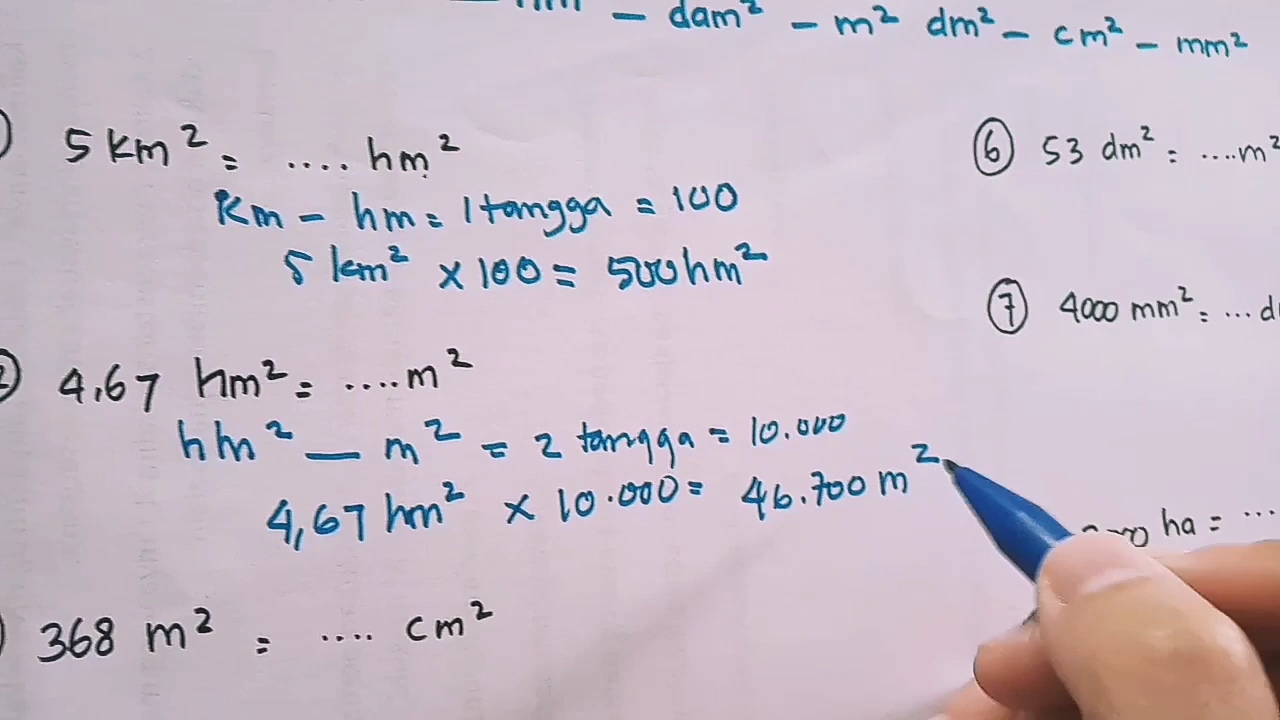 — dam² – m² dm² – cm² – mm²
5 km² = .... hm²
Km – hm = 1 tangga = 100
5 km² × 100 = 500 hm²
4,67 hm² = .... m²
hm² — m² = 2 tangga = 10.000
4,67 hm² × 10.000 = 46.700 m²
368 m² = .... cm²
⑥ 53 dm² = ....m²
⑦ 4000 mm² = ...
ha = ...